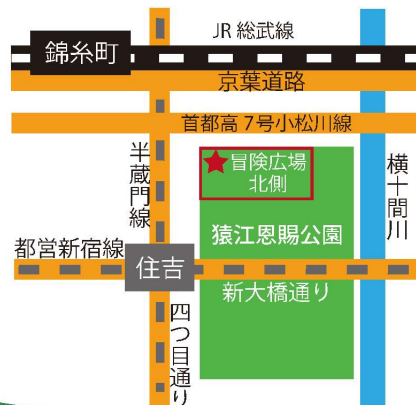 JR 総武線
錦糸町
京葉道路
首都高7号小松川線
半蔵門線
冒険広場
北側
横十間川
猿江恩賜公園
都営新宿線
住吉
新大橋通り
四つ目通り